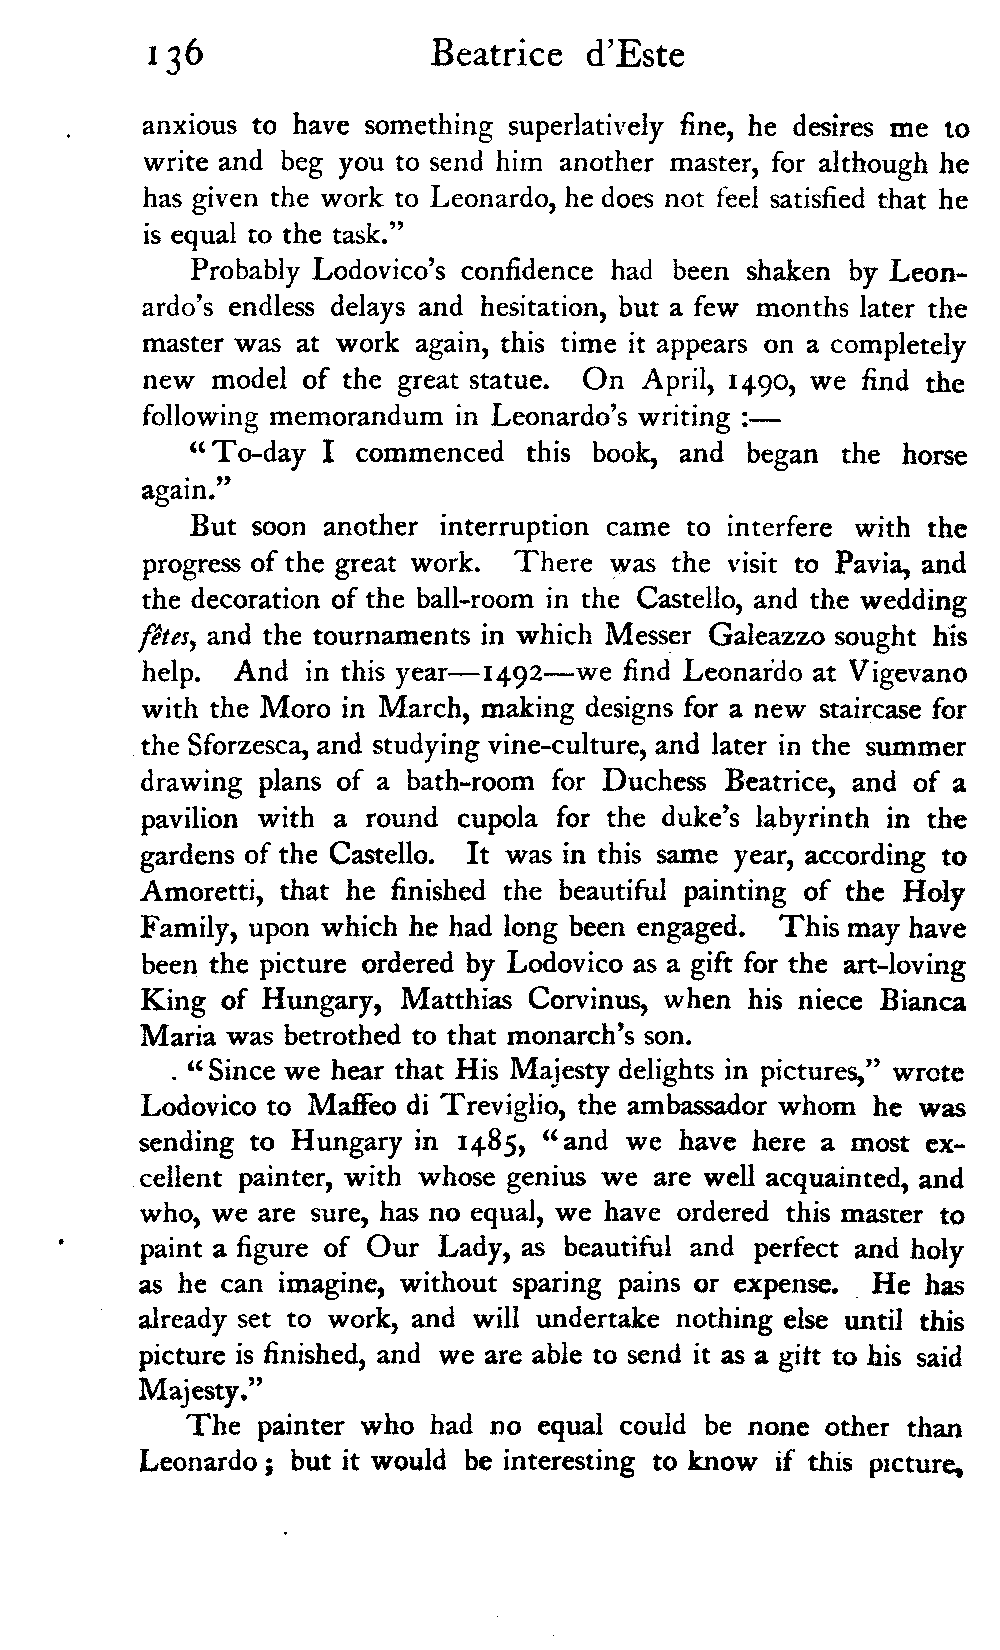 136 Beatrice d'Este
anxious to have something superlatively fine, he desires me to
write and beg you to send him another master, for although he
has given the work to Leonardo, he does not feel satisfied that he
is equal to the task."
Probably Lodovico's confidence had been shaken by Leon-
ardo's endless delays and hesitation, but a few months later the
master was at work again, this time it appears on a completely
new model of the great statue. On April, 1490, we find the
following memorandum in Leonardo's writing :—
"To-day I commenced this book, and began the horse
again."
But soon another interruption came to interfere with the
progress of the great work. There was the visit to Pavia, and
the decoration of the ball-room in the Castello, and the wedding
fêtes, and the tournaments in which Messer Galeazzo sought his
help. And in this year—1492—we find Leonardo at Vigevano
with the Moro in March, making designs for a new staircase for
the Sforzesca, and studying vine-culture, and later in the summer
drawing plans of a bath-room for Duchess Beatrice, and of a
pavilion with a round cupola for the duke's labyrinth in the
gardens of the Castello. It was in this same year, according to
Amoretti, that he finished the beautiful painting of the Holy
Family, upon which he had long been engaged. This may have
been the picture ordered by Lodovico as a gift for the art-loving
King of Hungary, Matthias Corvinus, when his niece Bianca
Maria was betrothed to that monarch's son.
"Since we hear that His Majesty delights in pictures," wrote
Lodovico to Maffeo di Treviglio, the ambassador whom he was
sending to Hungary in 1485, "and we have here a most ex-
cellent painter, with whose genius we are well acquainted, and
who, we are sure, has no equal, we have ordered this master to
paint a figure of Our Lady, as beautiful and perfect and holy
as he can imagine, without sparing pains or expense. He has
already set to work, and will undertake nothing else until this
picture is finished, and we are able to send it as a gift to his said
Majesty."
The painter who had no equal could be none other than
Leonardo ; but it would be interesting to know if this picture,